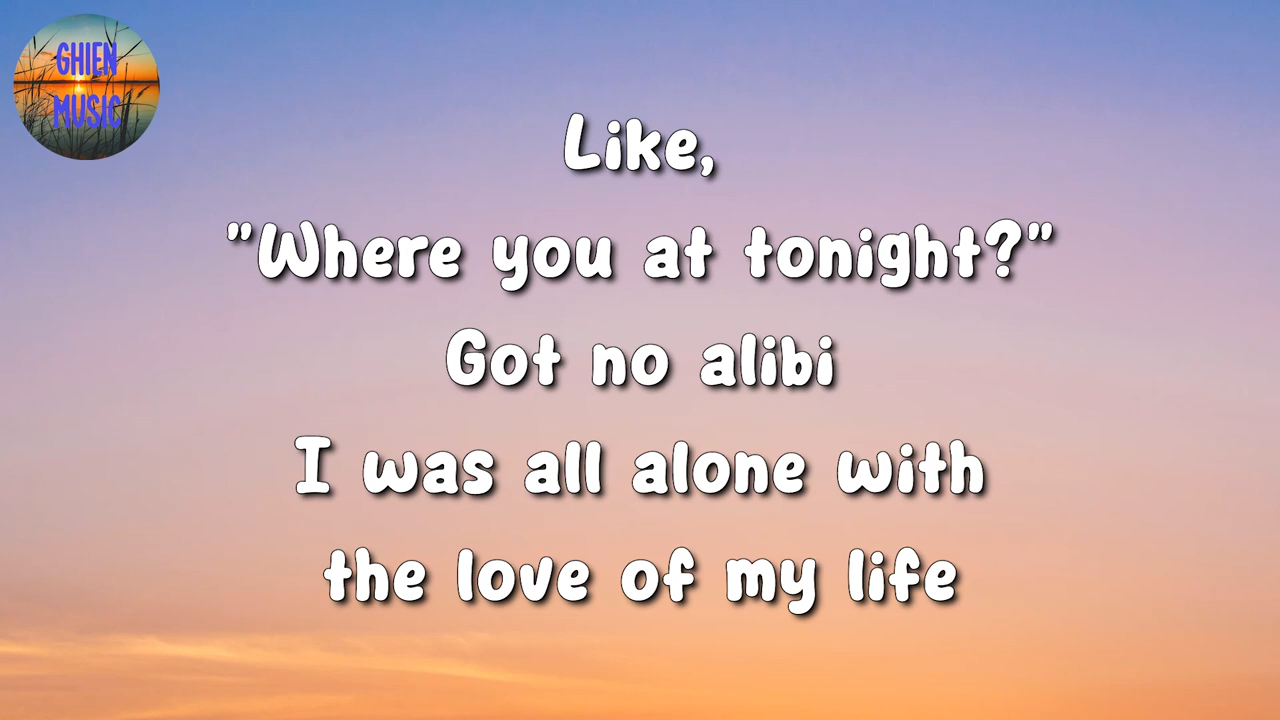 GHIEN
MUSIC
Like,
"Where you at tonight?"
Got no alibi
I was all alone with
the love of my life